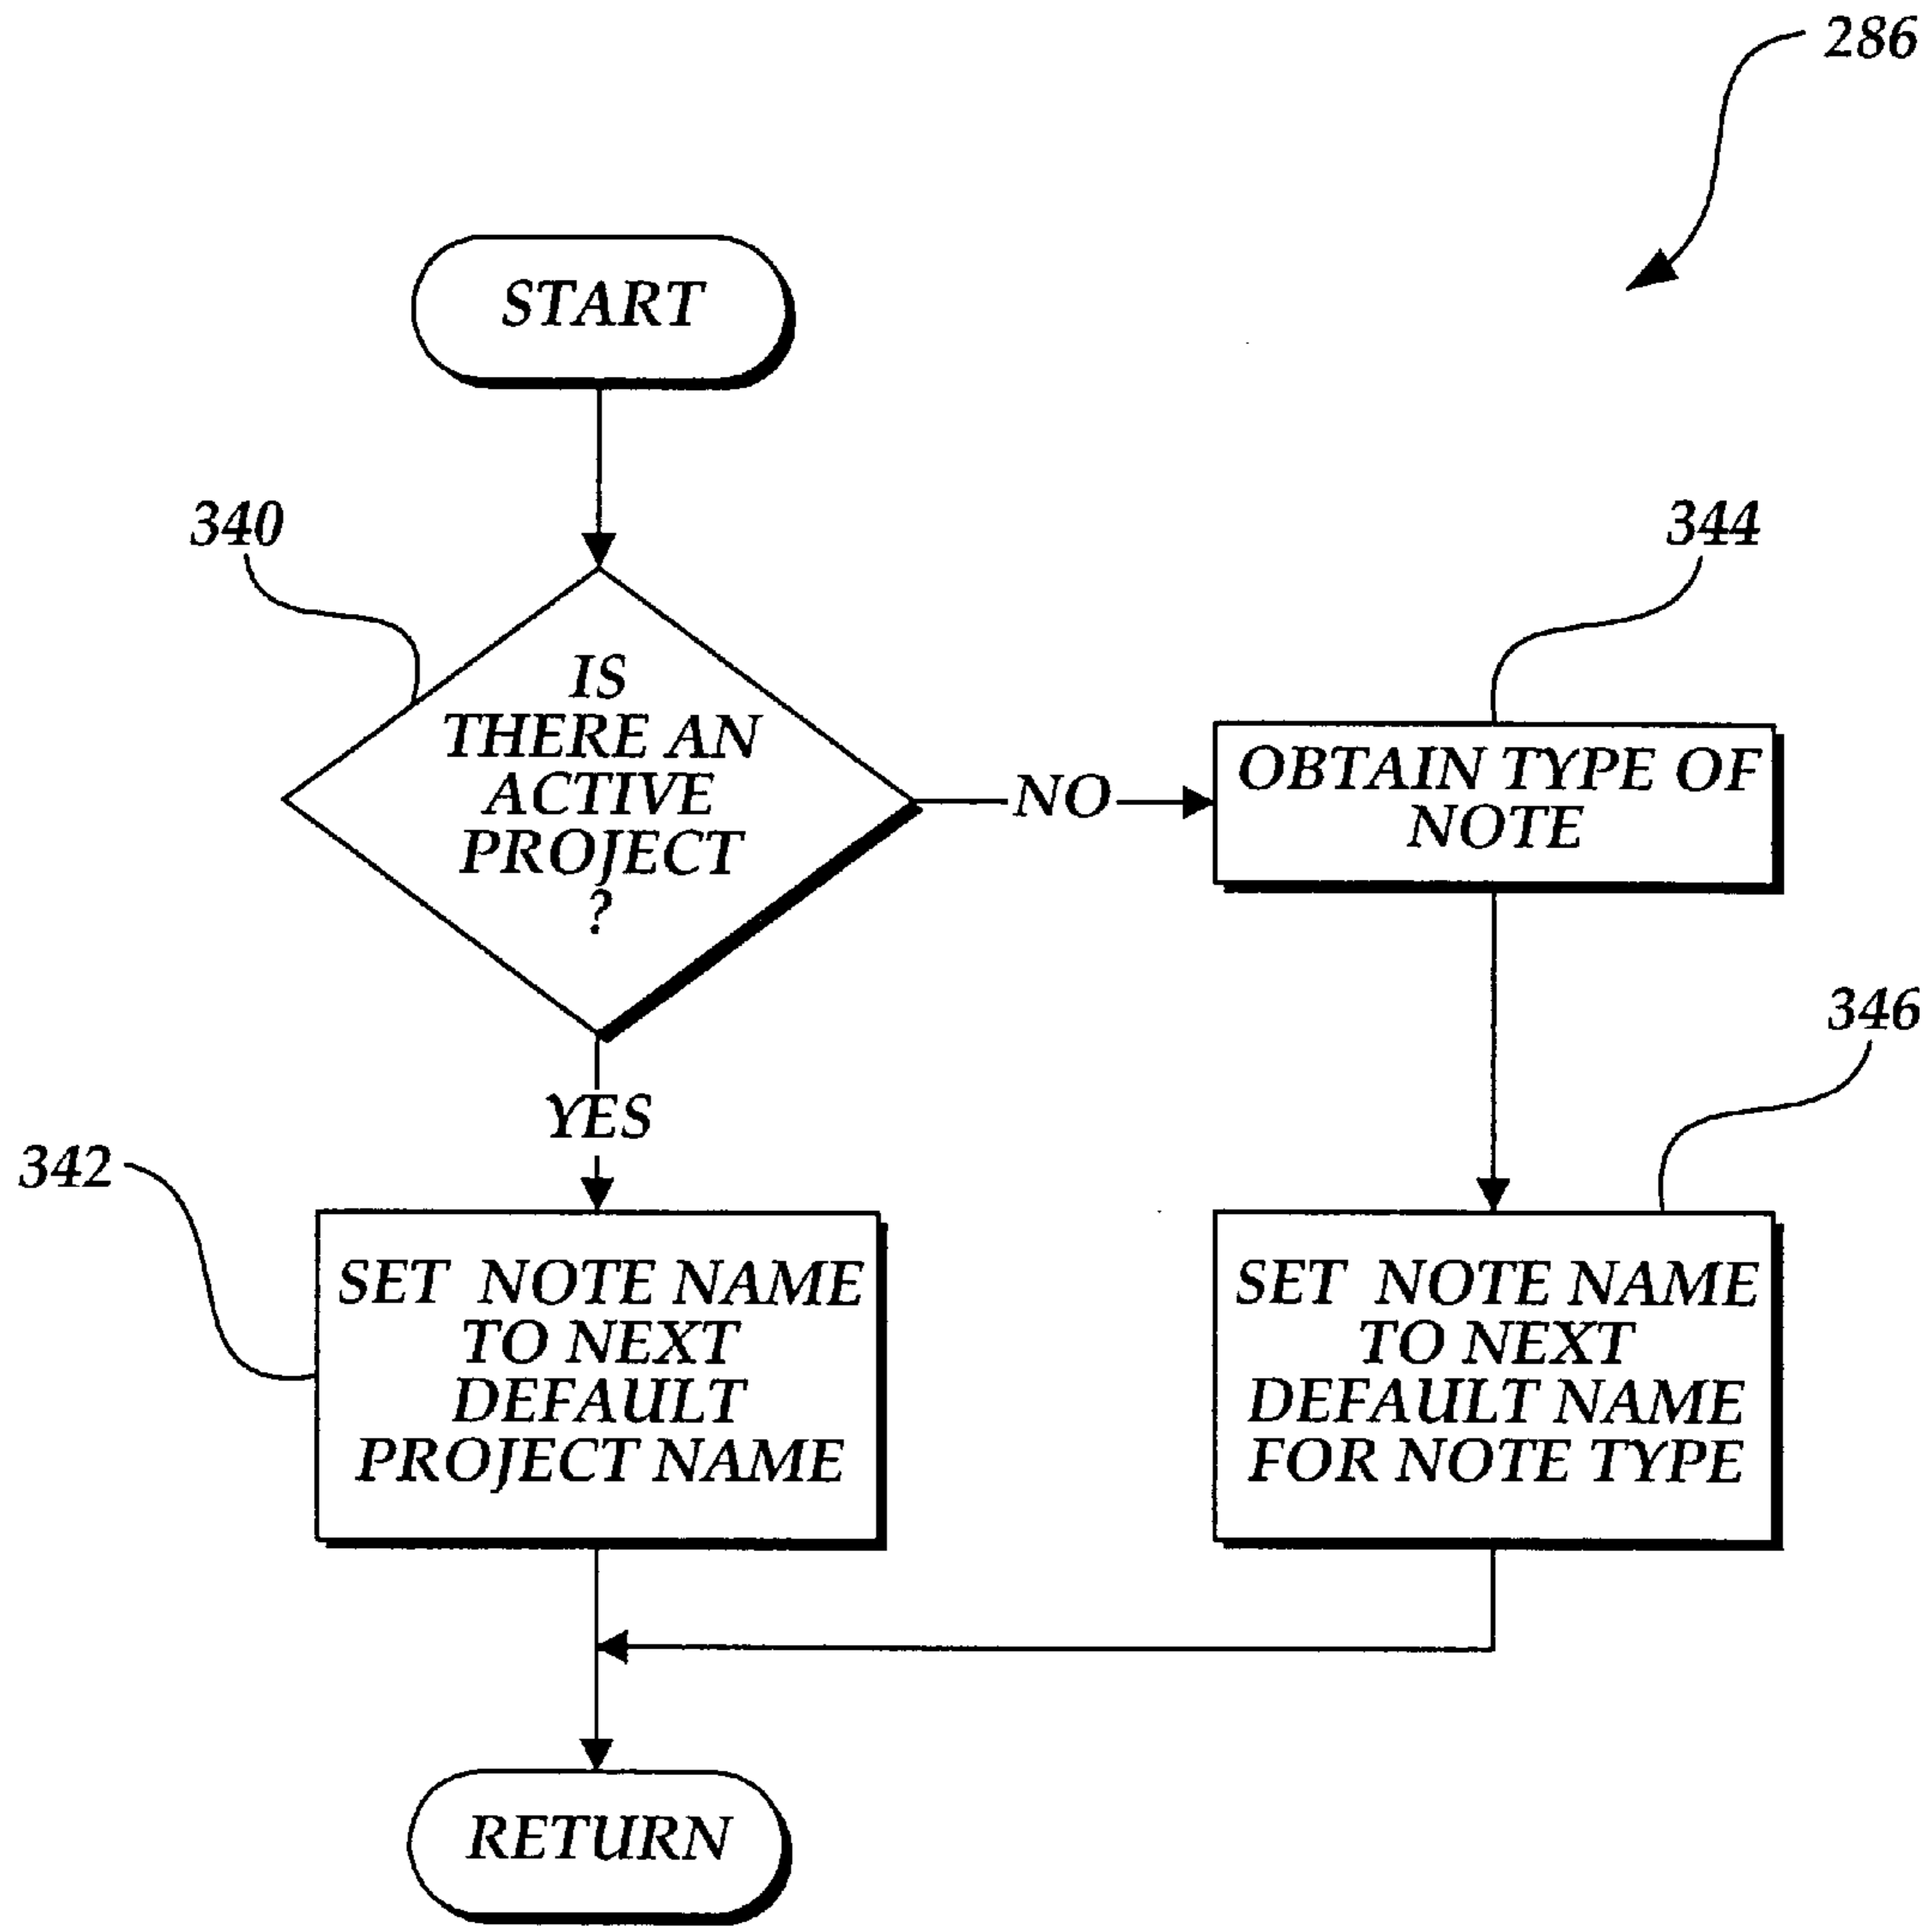 286
START
340
IS
THERE AN
ACTIVE
PROJECT
?
NO
344
OBTAIN TYPE OF
NOTE
YES
342
SET NOTE NAME
TO NEXT
DEFAULT
PROJECT NAME
346
SET NOTE NAME
TO NEXT
DEFAULT NAME
FOR NOTE TYPE
RETURN